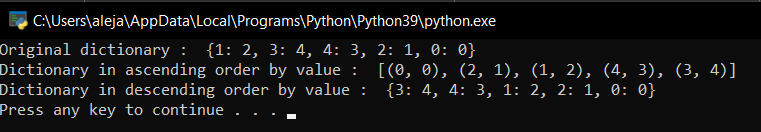 C:\Users\aleja\AppData\Local\Programs\Python\Python39\python.exe
Original dictionary :  {1: 2, 3: 4, 4: 3, 2: 1, 0: 0}
Dictionary in ascending order by value :  [(0, 0), (2, 1), (1, 2), (4, 3), (3, 4)]
Dictionary in descending order by value :  {3: 4, 4: 3, 1: 2, 2: 1, 0: 0}
Press any key to continue . . .